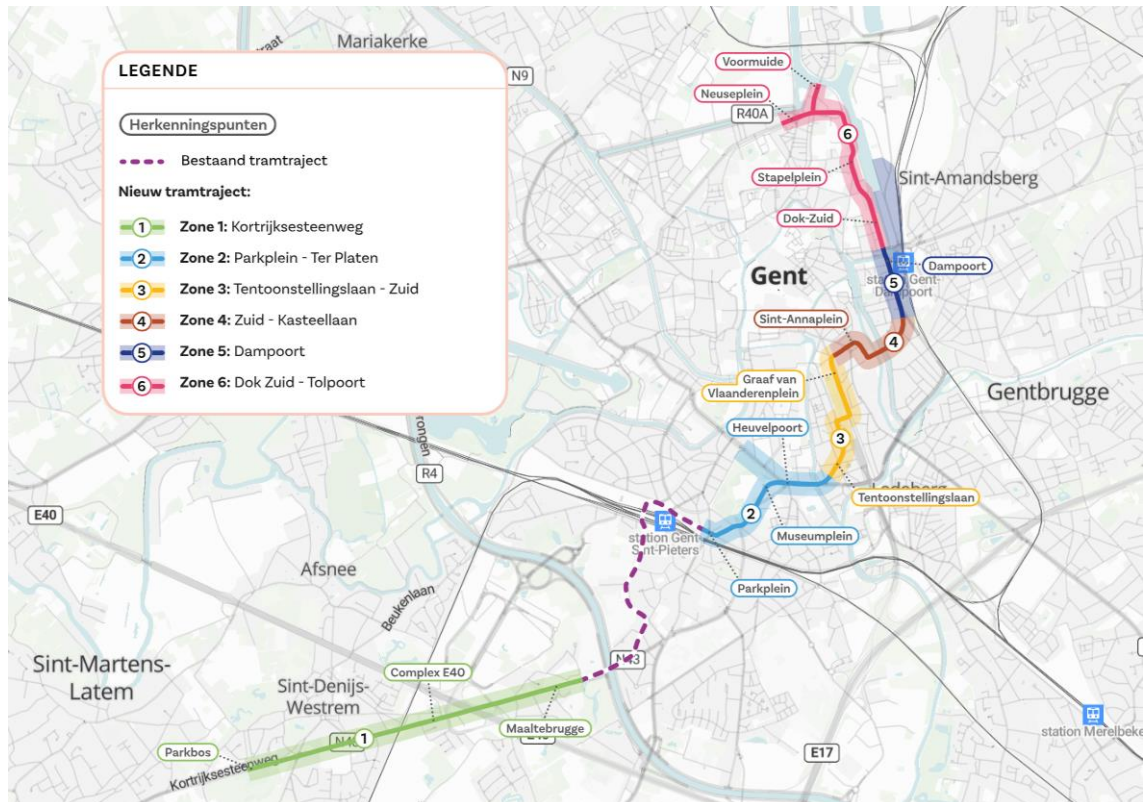 LEGENDE
Herkenningspunten
Bestaand tramtraject
Nieuw tramtraject:
1 Zone 1: Kortrijksesteenweg
2 Zone 2: Parkplein - Ter Platen
3 Zone 3: Tentoonstellingslaan - Zuid
4 Zone 4: Zuid - Kasteellaan
5 Zone 5: Dampoort
6 Zone 6: Dok Zuid - Tolpoort
Mariakerke
N9
Voormuide
Neuseplein
R40A
6
Stapelplein
Sint-Amandsberg
Dok-Zuid
Gent
Dampoort
station Gent-
Dampoort
5
Sint-Annaplein
4
Graaf van
Vlaanderenplein
Gentbrugge
Heuvelpoort
3
R4
Ledeberg
Tentoonstellingslaan
E40
2
station Gent
Sint-Pieters
Museumplein
Afsnee
Parkplein
Beukenlaan
N43
Sint-Martens-
Latem
Complex E40
Sint-Denijs-
Westrem
Maaltebrugge
1
Parkbos
Kortrijksesteenweg
E17
station Merelbeke